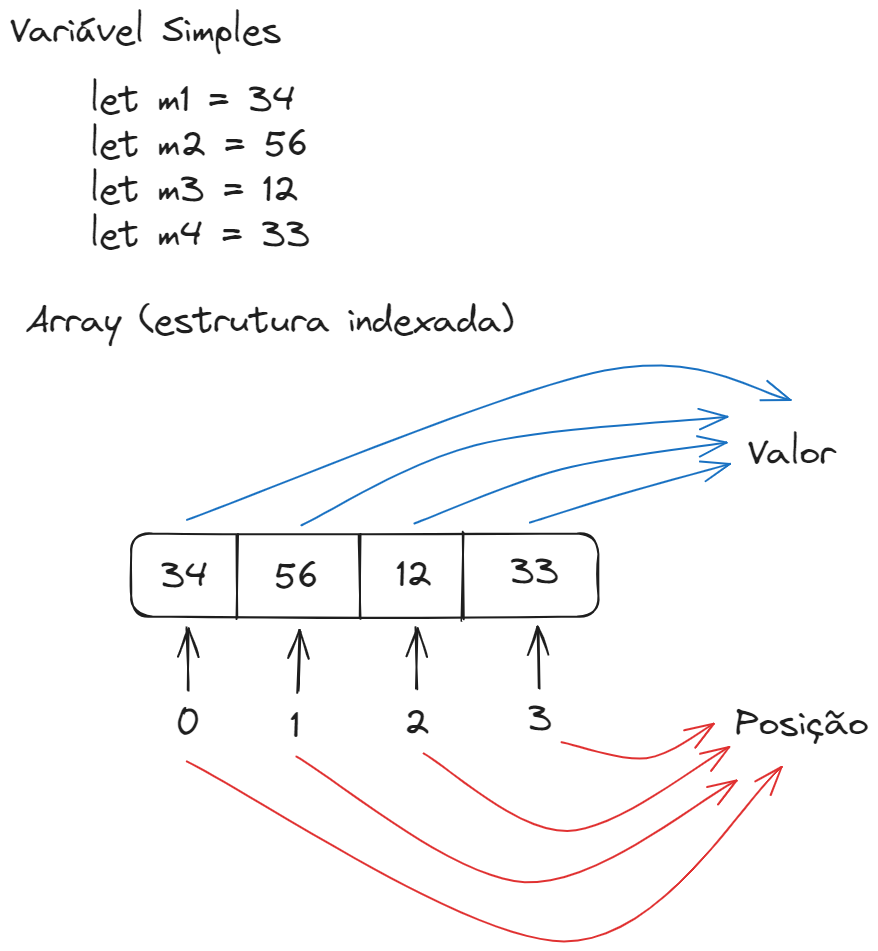 Variável Simples
let m1 = 34
let m2 = 56
let m3 = 12
let m4 = 33
Array (estrutura indexada)
Valor
34 56 12 33
0 1 2 3 Posição